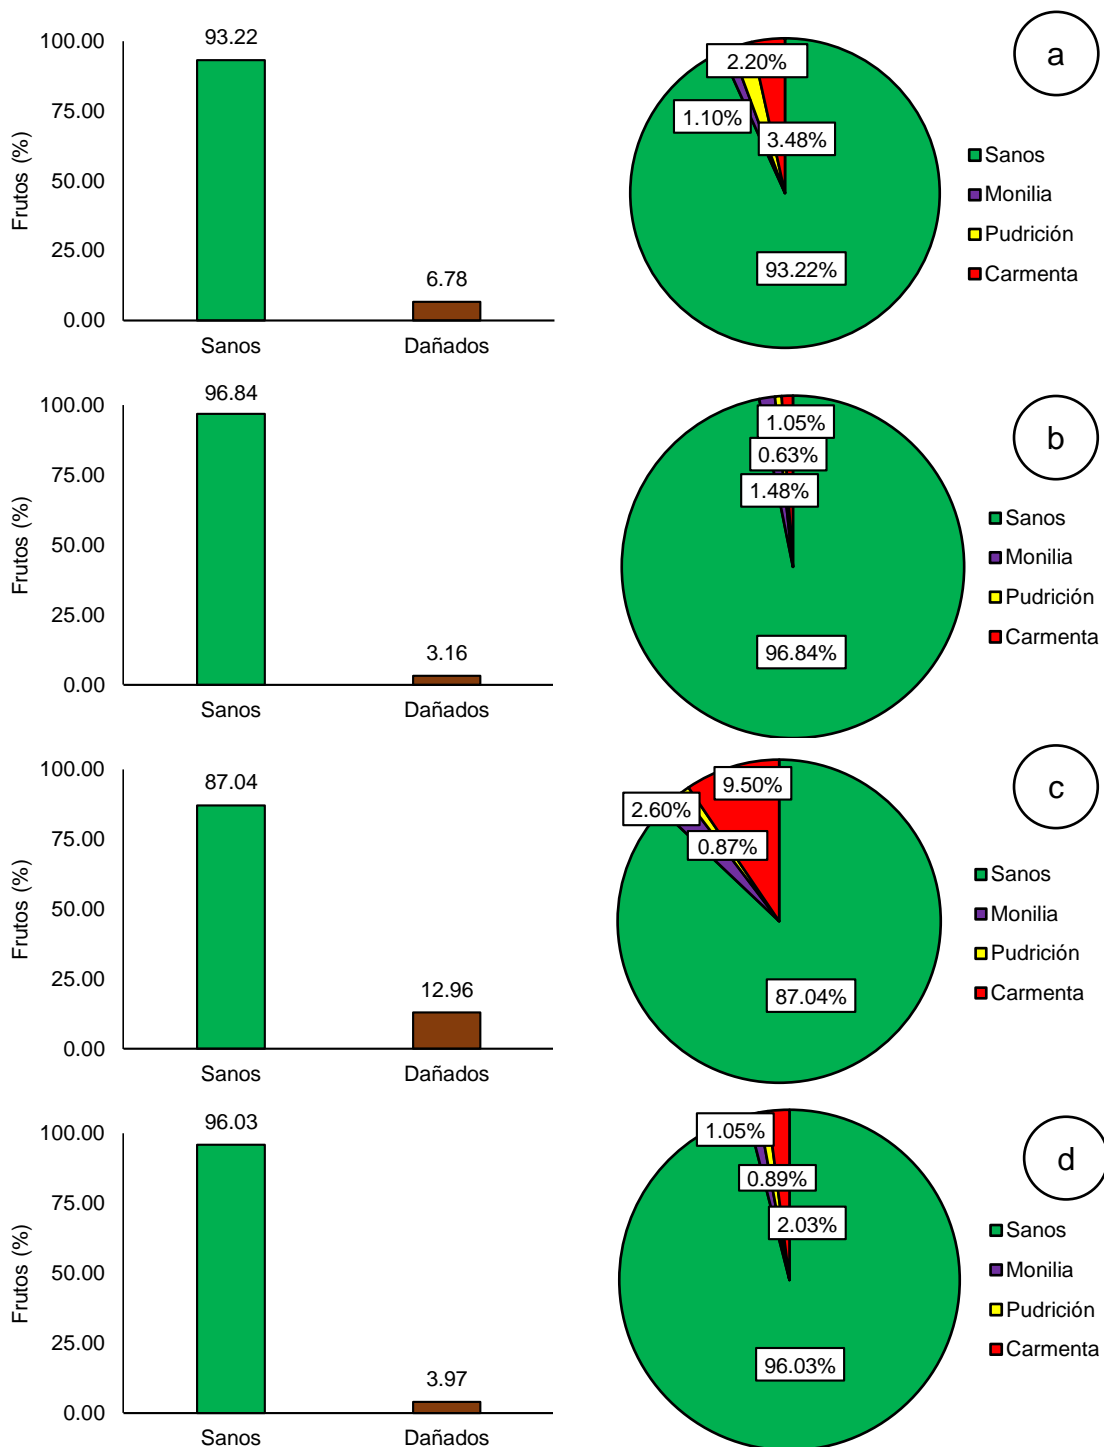 93.22
100.00
75.00
50.00
25.00
0.00
Frutos (%)
6.78
Sanos
Dañados
2.20%
1.10%
3.48%
93.22%
a
Sanos
Monilia
Pudrición
Carmenta
96.84
100.00
75.00
50.00
25.00
0.00
Frutos (%)
3.16
Sanos
Dañados
1.05%
0.63%
1.48%
96.84%
b
Sanos
Monilia
Pudrición
Carmenta
87.04
100.00
75.00
50.00
25.00
0.00
Frutos (%)
12.96
Sanos
Dañados
9.50%
2.60%
0.87%
87.04%
c
Sanos
Monilia
Pudrición
Carmenta
96.03
100.00
75.00
50.00
25.00
0.00
Frutos (%)
3.97
Sanos
Dañados
1.05%
0.89%
2.03%
96.03%
d
Sanos
Monilia
Pudrición
Carmenta